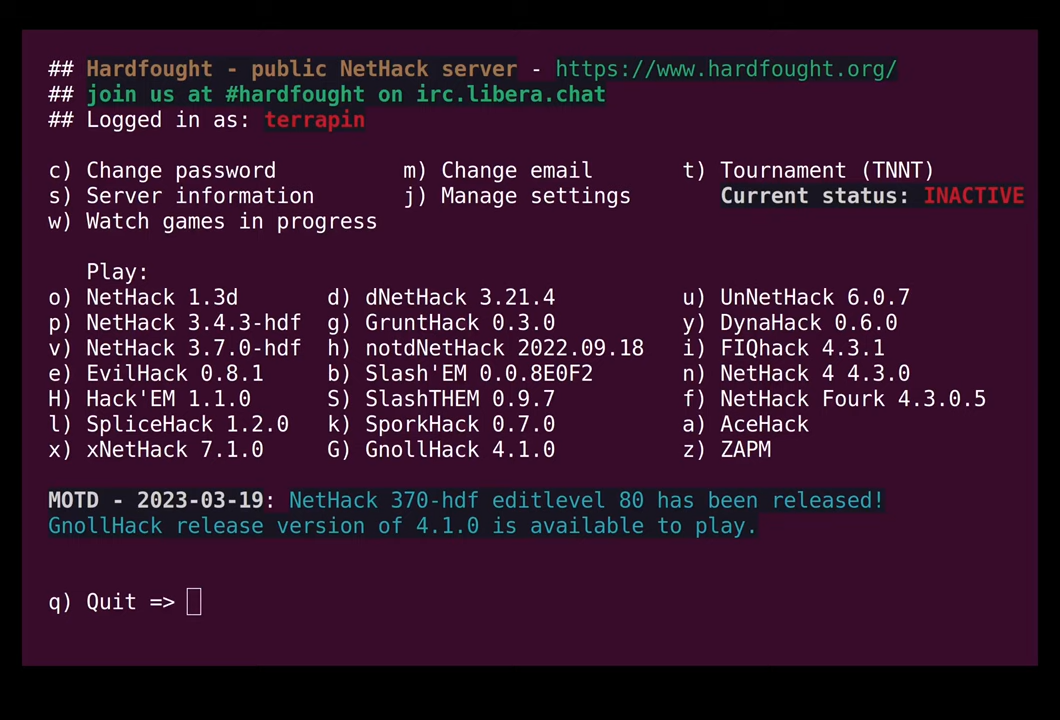 ## Hardfought - public NetHack server - https://www.hardfought.org/
## join us at #hardfought on irc.libera.chat
## Logged in as: terrapin
c) Change password m) Change email t) Tournament (TNNT)
s) Server information j) Manage settings Current status: INACTIVE
w) Watch games in progress
Play:
o) NetHack 1.3d d) dNetHack 3.21.4 u) UnNetHack 6.0.7
p) NetHack 3.4.3-hdf g) GruntHack 0.3.0 y) DynaHack 0.6.0
v) NetHack 3.7.0-hdf h) notdNetHack 2022.09.18 i) FIQhack 4.3.1
e) EvilHack 0.8.1 b) Slash'EM 0.0.8E0F2 n) NetHack 4 4.3.0
H) Hack'EM 1.1.0 S) SlashTHEM 0.9.7 f) NetHack Fourk 4.3.0.5
l) SpliceHack 1.2.0 k) SporkHack 0.7.0 a) AceHack
x) xNetHack 7.1.0 G) GnollHack 4.1.0 z) ZAPM
MOTD - 2023-03-19: NetHack 370-hdf editlevel 80 has been released!
GnollHack release version of 4.1.0 is available to play.
q) Quit =>